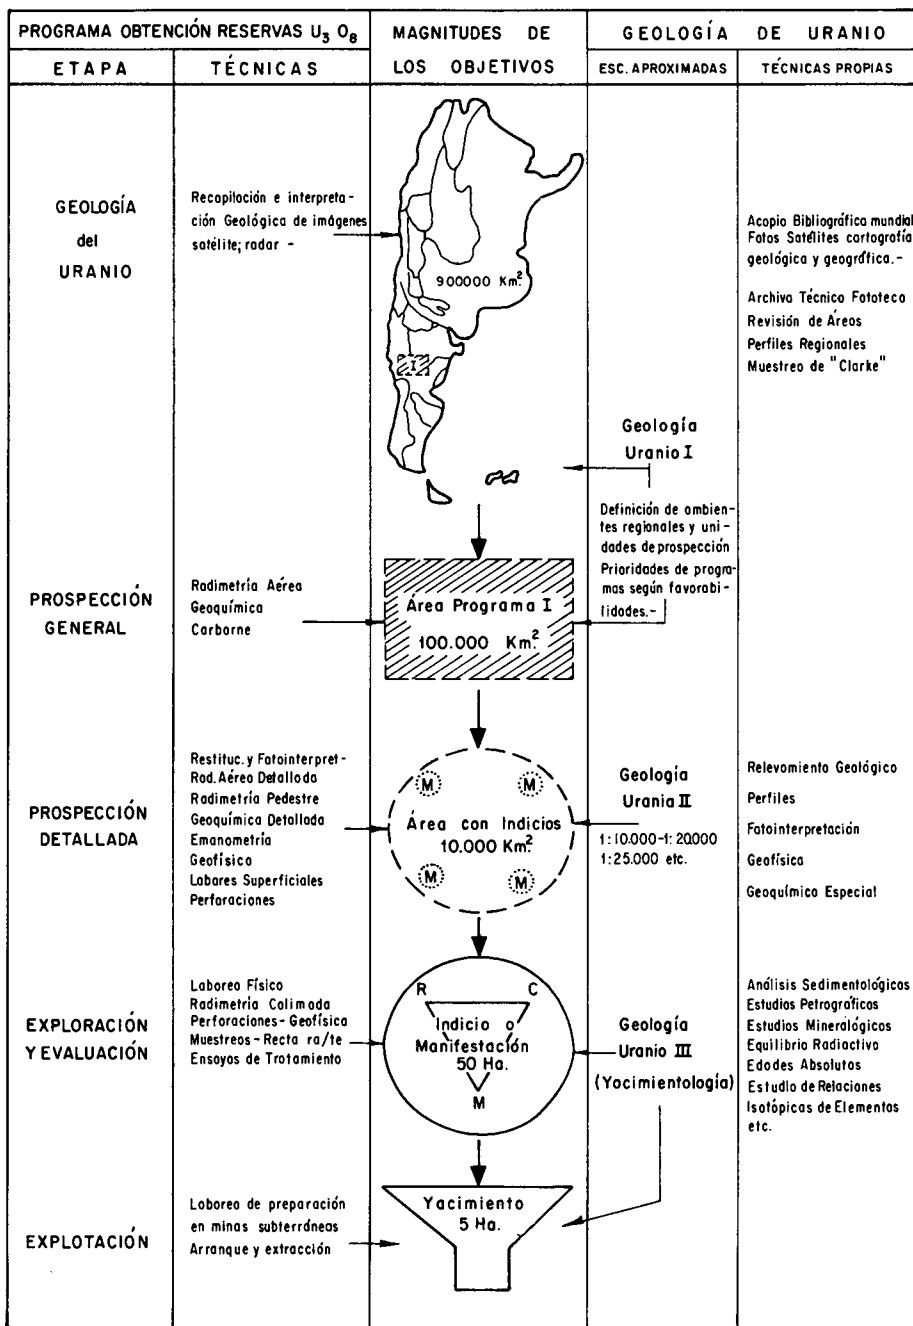 PROGRAMA OBTENCIÓN RESERVAS U3 O8
MAGNITUDES DE
LOS OBJETIVOS
GEOLOGÍA DE URANIO
ETAPA
TÉCNICAS
ESC. APROXIMADAS
TÉCNICAS PROPIAS
GEOLOGÍA
del
URANIO
Recopilación e interpreta-
ción Geológica de imágenes
satélite; radar -
900000 Km².
I
Acopio Bibliográfica mundial
Fotos Satélites cartografía
geológica y geográfica.-
Archivo Técnico Fototeca
Revisión de Áreos
Perfiles Regionales
Muestreo de "Clarke"
Geología
Uranio I
Definición de ambien-
tes regionales y uni-
dades de prospección
Prioridades de progra-
mas según favorabi-
lidades.-
PROSPECCIÓN
GENERAL
Radimetría Aérea
Geoquímica
Carborne
Área Programa I
100.000 Km².
PROSPECCIÓN
DETALLADA
Restituc. y Fotointerpret-
Rad. Aéreo Detallada
Radimetría Pedestre
Geoquímica Detallada
Emanometría
Geofísica
Labores Superficiales
Perforaciones
M
M
Área con Indicios
10.000 Km².
M
M
Geología
Urania II
1:10.000-1:20.000
1:25.000 etc.
Relevamiento Geológico
Perfiles
Fotointerpretación
Geofísica
Geoquímico Especial
EXPLORACIÓN
Y EVALUACIÓN
Laboreo Físico
Radimetría Colimada
Perforaciones- Geofísica
Muestreos - Recta ra/te
Ensayos de Tratamiento
R
C
Indicio o
Manifestación
50 Ha.
M
Geología
Uranio III
(Yacimientología)
Análisis Sedimentológicos
Estudios Petrográficos
Estudios Mineralógicos
Equilibrio Radiactivo
Edades Absolutos
Estudio de Relaciones
Isotópicas de Elementos
etc.
EXPLOTACIÓN
Loboreo de preparación
en minas subterráneas
Arranque y extracción
Yacimiento
5 Ha.